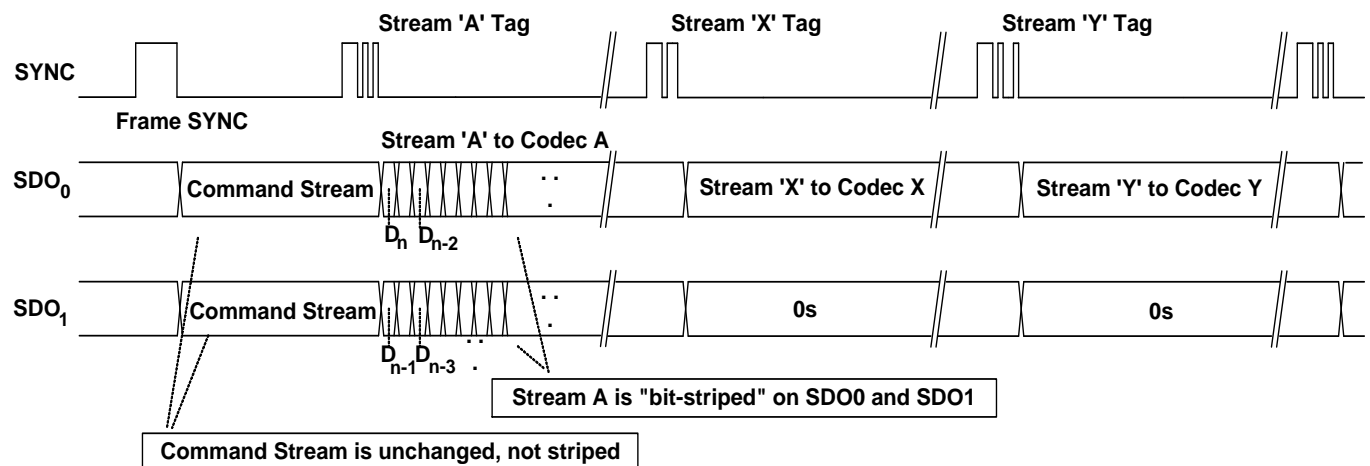 Stream 'A' Tag
Stream 'X' Tag
Stream 'Y' Tag
SYNC
Frame SYNC
Stream 'A' to Codec A
SDO0
Command Stream
. .
.
Stream 'X' to Codec X
Stream 'Y' to Codec Y
Dn
Dn-2
SDO1
Command Stream
. .
.
0s
0s
Dn-1
Dn-3
. .
.
Stream A is "bit-striped" on SDO0 and SDO1
Command Stream is unchanged, not striped